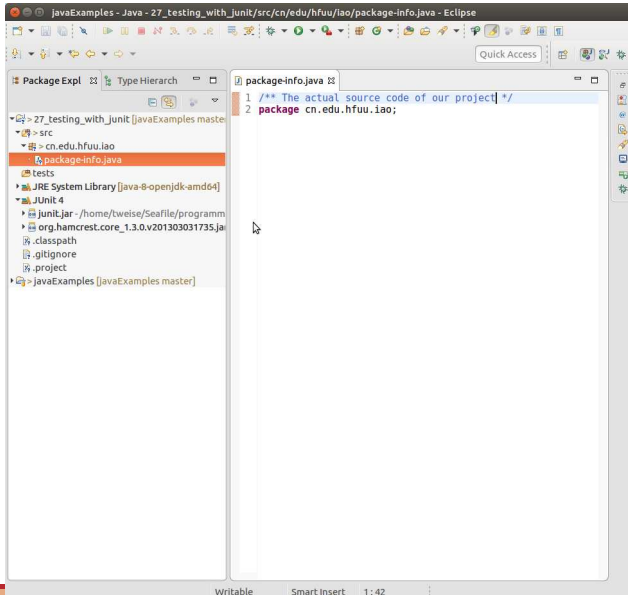 javaExamples - Java - 27_testing_with_junit/src/cn/edu/hfuu/iao/package-info.java - Eclipse
Quick Access
Package Expl
Type Hierarch
> 27_testing_with_junit [javaExamples maste
> src
> cn.edu.hfuu.iao
package-info.java
tests
JRE System Library [java-8-openjdk-amd64]
JUnit 4
junit.jar - /home/tweise/Seafile/programm
org.hamcrest.core_1.3.0.v201303031735.jar
.classpath
.gitignore
.project
> javaExamples [javaExamples master]
package-info.java
1 /** The actual source code of our project */
2 package cn.edu.hfuu.iao;
Writable
Smart Insert
1 : 42